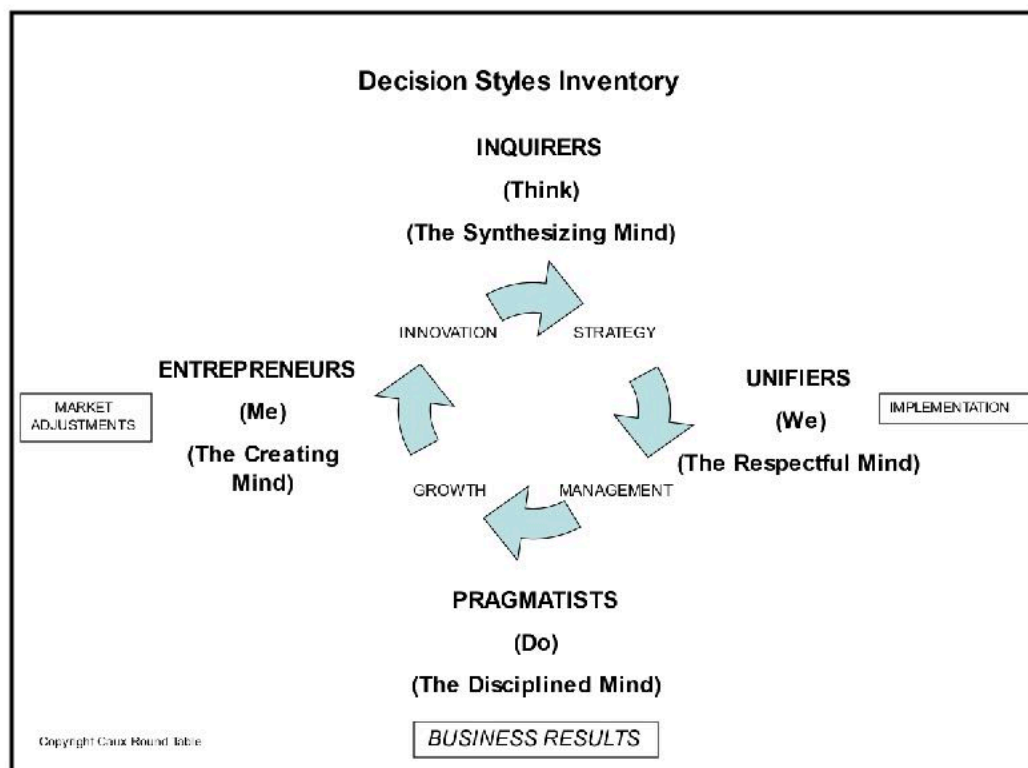 Decision Styles Inventory
INQUIRERS
(Think)
(The Synthesizing Mind)
INNOVATION
STRATEGY
ENTREPRENEURS
(Me)
(The Creating
Mind)
MARKET
ADJUSTMENTS
UNIFIERS
(We)
(The Respectful Mind)
IMPLEMENTATION
GROWTH
MANAGEMENT
PRAGMATISTS
(Do)
(The Disciplined Mind)
BUSINESS RESULTS
Copyright Caux Round Table